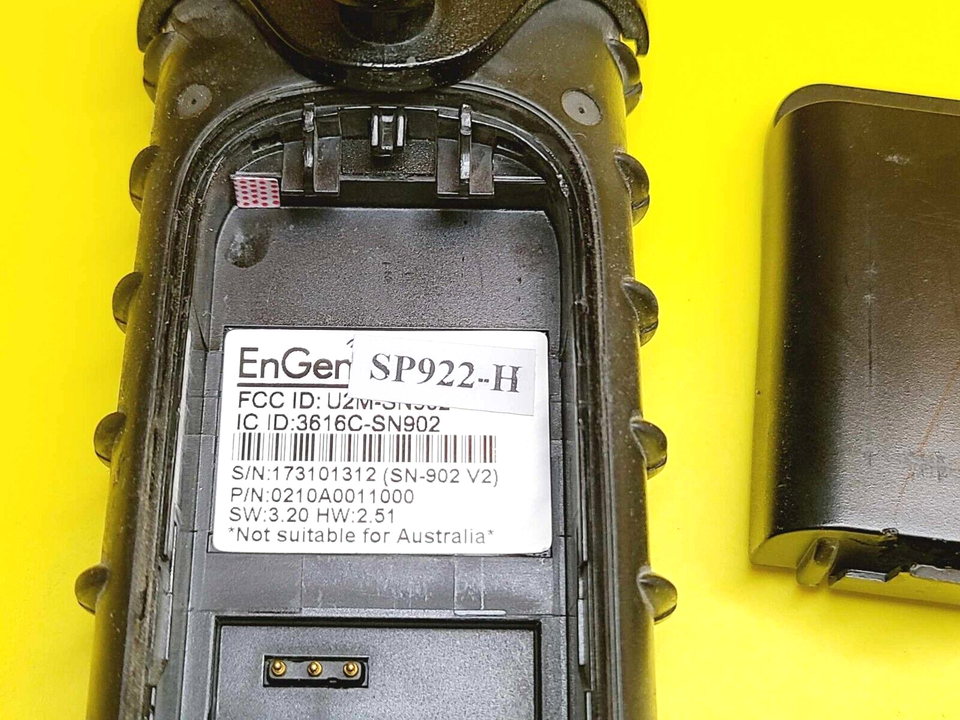 EnGen
SP922-H
FCC ID: U2M-SN902
IC ID:3616C-SN902
S/N:173101312 (SN-902 V2)
P/N:0210A0011000
SW:3.20 HW:2.51
*Not suitable for Australia*